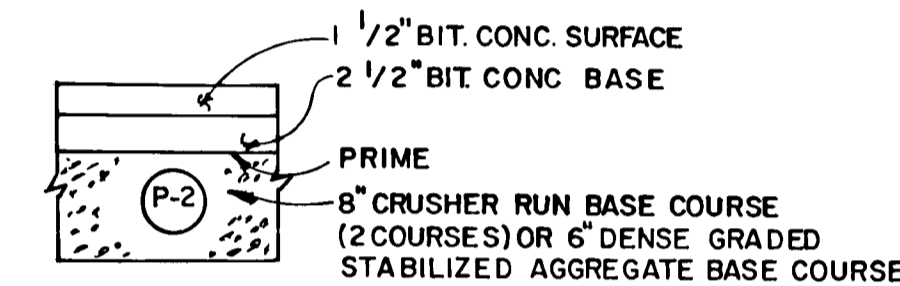 1 1/2" BIT. CONC. SURFACE
2 1/2" BIT. CONC BASE
PRIME
P-2
8" CRUSHER RUN BASE COURSE
(2 COURSES) OR 6" DENSE GRADED
STABILIZED AGGREGATE BASE COURSE